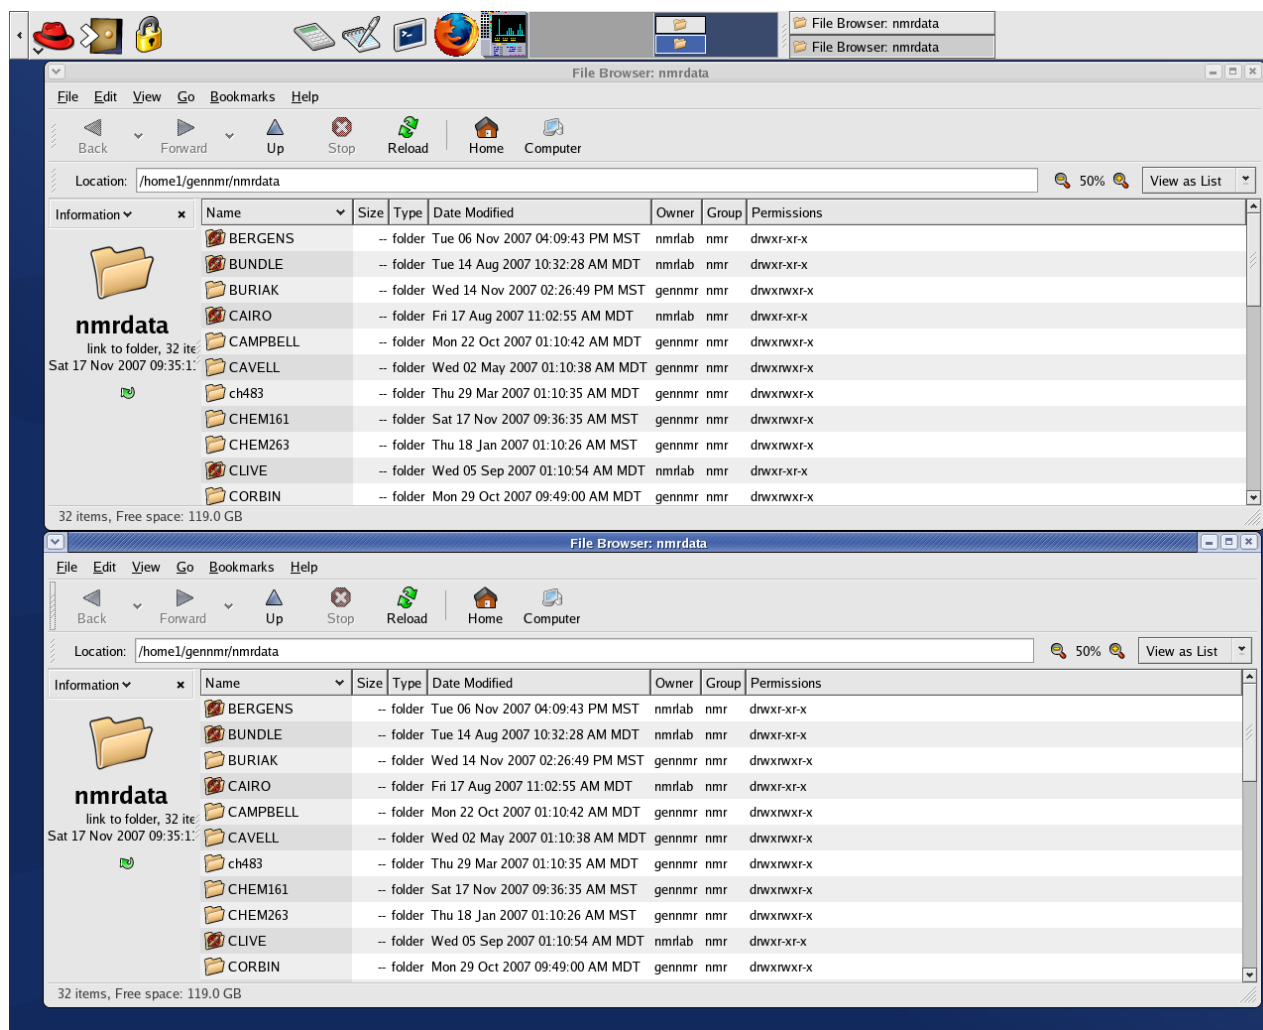 File Browser: nmrdata
File Browser: nmrdata
File Browser: nmrdata
File Edit View Go Bookmarks Help
Back Forward Up Stop Reload Home Computer
Location: /home1/gennmr/nmrdata 50% View as List
Information Name Size Type Date Modified Owner Group Permissions
BERGENS -- folder Tue 06 Nov 2007 04:09:43 PM MST nmrlab nmr drwxr-xr-x
BUNDLE -- folder Tue 14 Aug 2007 10:32:28 AM MDT nmrlab nmr drwxr-xr-x
BURIAK -- folder Wed 14 Nov 2007 02:26:49 PM MST gennmr nmr drwxrwxr-x
CAIRO -- folder Fri 17 Aug 2007 11:02:55 AM MDT nmrlab nmr drwxr-xr-x
nmrdata
CAMPBELL -- folder Mon 22 Oct 2007 01:10:42 AM MDT gennmr nmr drwxrwxr-x
link to folder, 32 ite
CAVELL -- folder Wed 02 May 2007 01:10:38 AM MDT gennmr nmr drwxrwxr-x
Sat 17 Nov 2007 09:35:1
ch483 -- folder Thu 29 Mar 2007 01:10:35 AM MDT gennmr nmr drwxrwxr-x
CHEM161 -- folder Sat 17 Nov 2007 09:36:35 AM MST gennmr nmr drwxrwxr-x
CHEM263 -- folder Thu 18 Jan 2007 01:10:26 AM MST gennmr nmr drwxrwxr-x
CLIVE -- folder Wed 05 Sep 2007 01:10:54 AM MDT nmrlab nmr drwxr-xr-x
CORBIN -- folder Mon 29 Oct 2007 09:49:00 AM MDT gennmr nmr drwxrwxr-x
32 items, Free space: 119.0 GB
File Browser: nmrdata
File Edit View Go Bookmarks Help
Back Forward Up Stop Reload Home Computer
Location: /home1/gennmr/nmrdata 50% View as List
Information Name Size Type Date Modified Owner Group Permissions
BERGENS -- folder Tue 06 Nov 2007 04:09:43 PM MST nmrlab nmr drwxr-xr-x
BUNDLE -- folder Tue 14 Aug 2007 10:32:28 AM MDT nmrlab nmr drwxr-xr-x
BURIAK -- folder Wed 14 Nov 2007 02:26:49 PM MST gennmr nmr drwxrwxr-x
CAIRO -- folder Fri 17 Aug 2007 11:02:55 AM MDT nmrlab nmr drwxr-xr-x
nmrdata
CAMPBELL -- folder Mon 22 Oct 2007 01:10:42 AM MDT gennmr nmr drwxrwxr-x
link to folder, 32 ite
CAVELL -- folder Wed 02 May 2007 01:10:38 AM MDT gennmr nmr drwxrwxr-x
Sat 17 Nov 2007 09:35:1
ch483 -- folder Thu 29 Mar 2007 01:10:35 AM MDT gennmr nmr drwxrwxr-x
CHEM161 -- folder Sat 17 Nov 2007 09:36:35 AM MST gennmr nmr drwxrwxr-x
CHEM263 -- folder Thu 18 Jan 2007 01:10:26 AM MST gennmr nmr drwxrwxr-x
CLIVE -- folder Wed 05 Sep 2007 01:10:54 AM MDT nmrlab nmr drwxr-xr-x
CORBIN -- folder Mon 29 Oct 2007 09:49:00 AM MDT gennmr nmr drwxrwxr-x
32 items, Free space: 119.0 GB